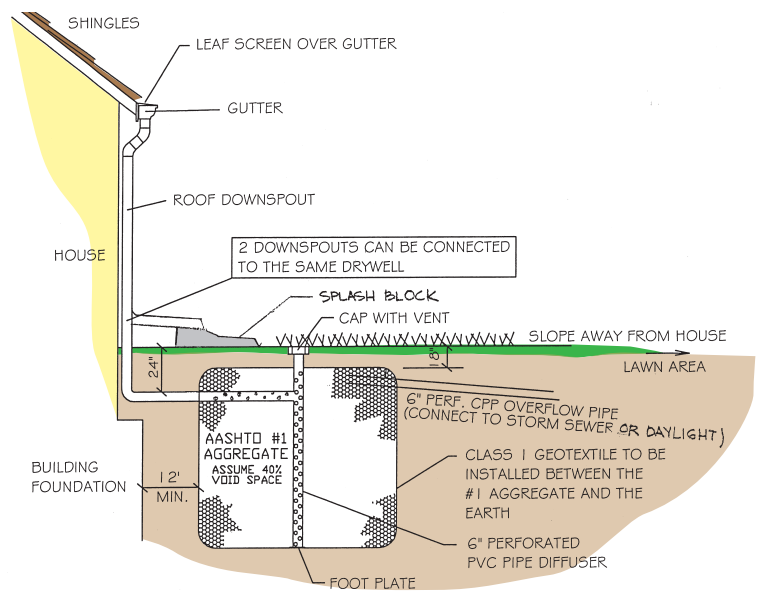 SHINGLES
LEAF SCREEN OVER GUTTER
GUTTER
ROOF DOWNSPOUT
HOUSE
2 DOWNSPOUTS CAN BE CONNECTED
TO THE SAME DRYWELL
SPLASH BLOCK
CAP WITH VENT
SLOPE AWAY FROM HOUSE
LAWN AREA
24"
18"
6" PERF. CPP OVERFLOW PIPE
(CONNECT TO STORM SEWER OR DAYLIGHT)
AASHTO #1
AGGREGATE
ASSUME 40%
VOID SPACE
BUILDING
FOUNDATION
12'
MIN.
CLASS 1 GEOTEXTILE TO BE
INSTALLED BETWEEN THE
#1 AGGREGATE AND THE
EARTH
6" PERFORATED
PVC PIPE DIFFUSER
FOOT PLATE